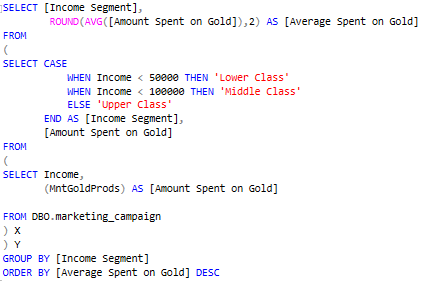 SELECT [Income Segment],
ROUND(AVG([Amount Spent on Gold]),2) AS [Average Spent on Gold]
FROM
(
SELECT CASE
WHEN Income < 50000 THEN 'Lower Class'
WHEN Income < 100000 THEN 'Middle Class'
ELSE 'Upper Class'
END AS [Income Segment],
[Amount Spent on Gold]
FROM
(
SELECT Income,
(MntGoldProds) AS [Amount Spent on Gold]
FROM DBO.marketing_campaign
) X
) Y
GROUP BY [Income Segment]
ORDER BY [Average Spent on Gold] DESC